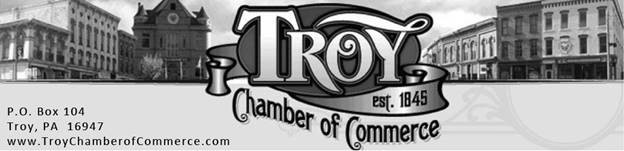 TROY
est. 1845
Chamber of Commerce
P.O. Box 104
Troy, PA 16947
www.TroyChamberofCommerce.com